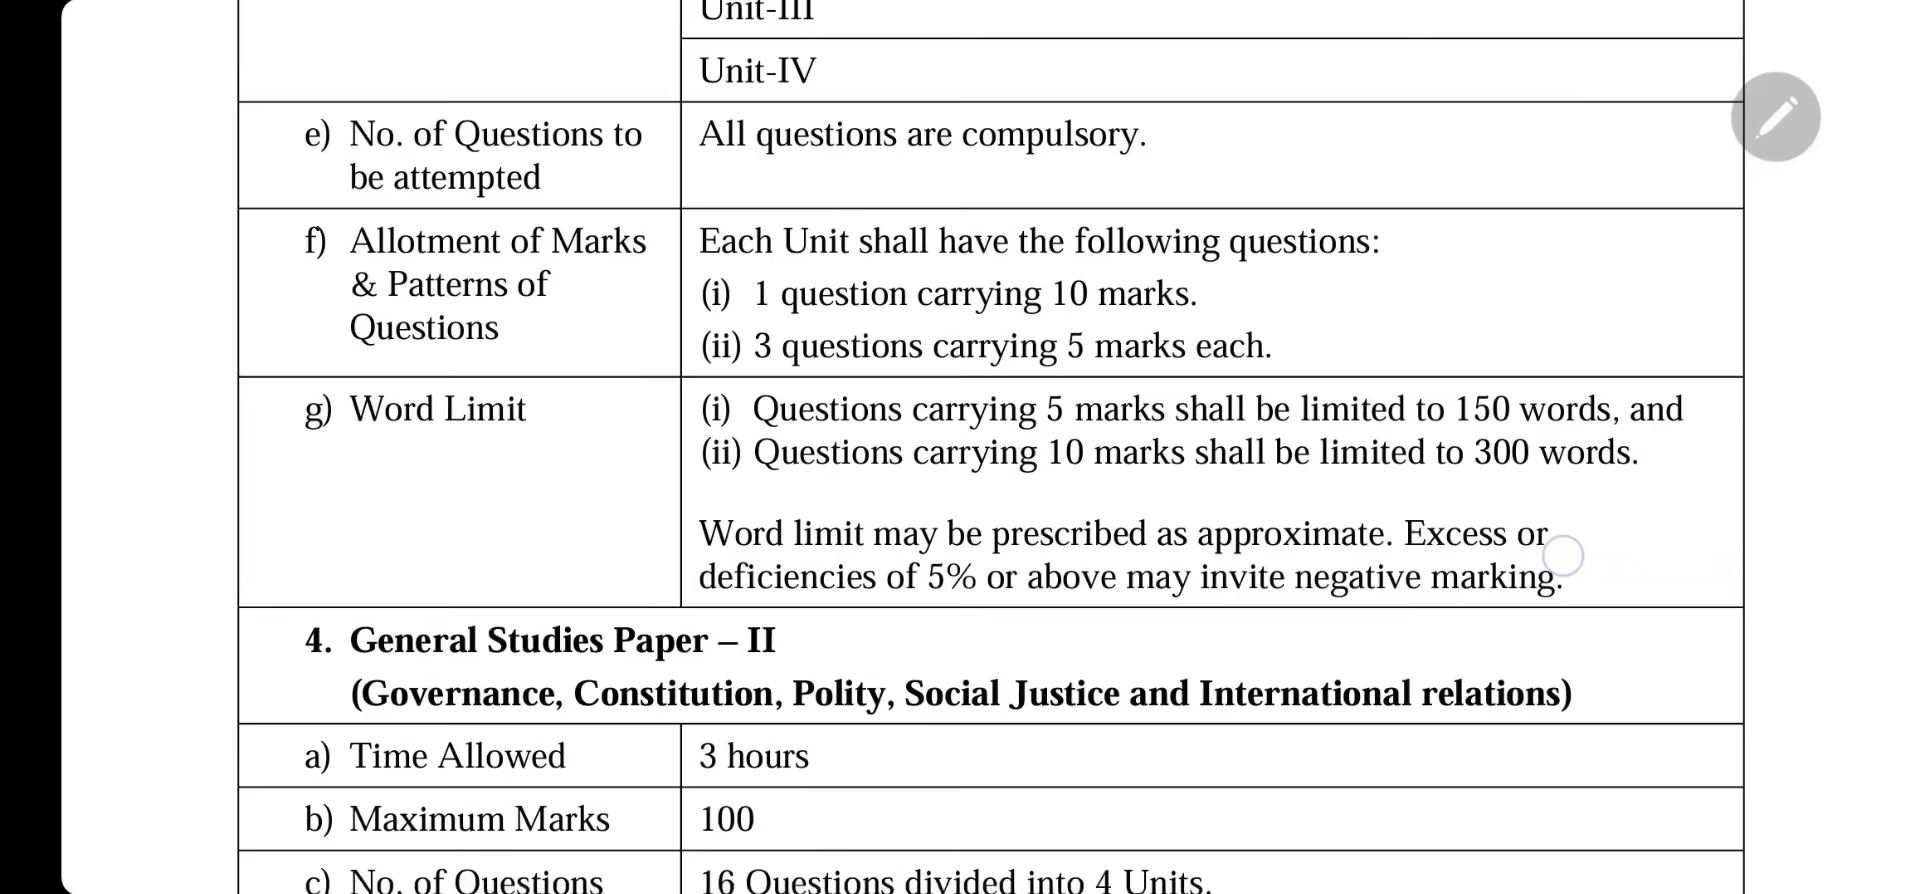 Unit-III
Unit-IV
e) No. of Questions to
be attempted
All questions are compulsory.
f) Allotment of Marks
& Patterns of
Questions
Each Unit shall have the following questions:
(i) 1 question carrying 10 marks.
(ii) 3 questions carrying 5 marks each.
g) Word Limit
(i) Questions carrying 5 marks shall be limited to 150 words, and
(ii) Questions carrying 10 marks shall be limited to 300 words.
Word limit may be prescribed as approximate. Excess or
deficiencies of 5% or above may invite negative marking.
4. General Studies Paper – II
(Governance, Constitution, Polity, Social Justice and International relations)
a) Time Allowed
3 hours
b) Maximum Marks
100
c) No. of Questions
16 Questions divided into 4 Units.